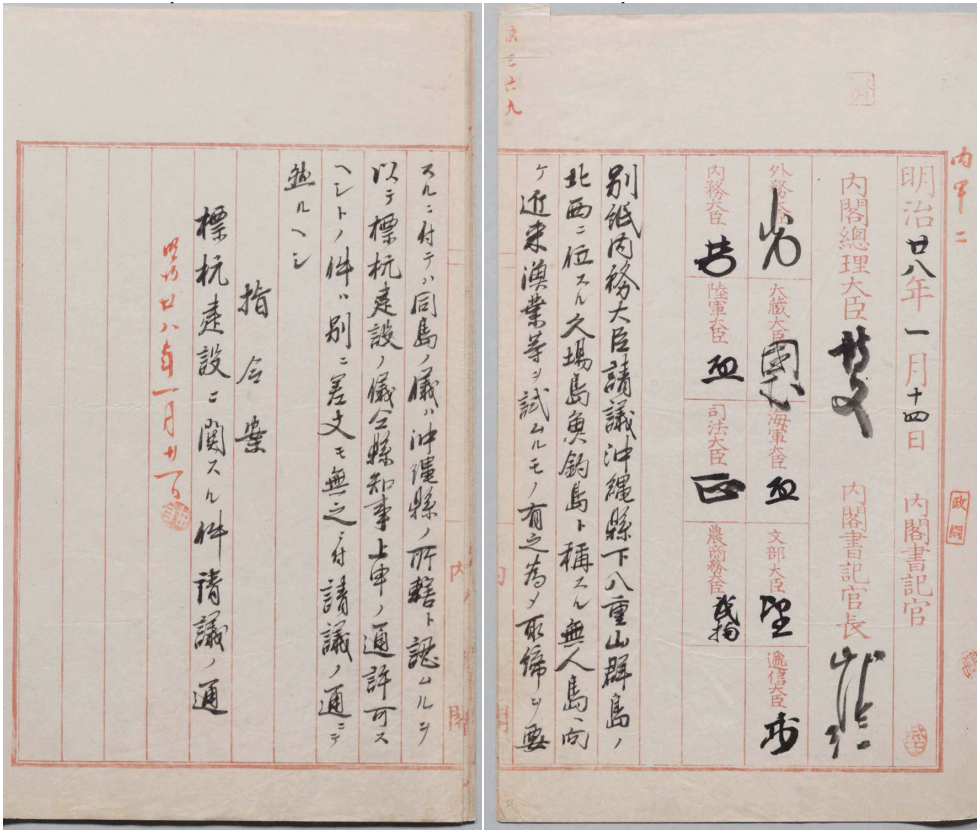 内甲二
明治廿八年一月十四日 内閣書記官
内閣總理大臣 内閣書記官長
外務大臣 大藏大臣 海軍大臣 文部大臣 遞信大臣
内務大臣 陸軍大臣 司法大臣 農商務大臣
別紙内務大臣請議沖縄縣下八重山群島ノ
北西ニ位スル久場島魚釣島ト稱スル無人島ヘ向
ケ近来漁業等ヲ試ムルモノ有之為メ取締ヲ要
スルニ付テハ同島ノ儀ハ沖縄縣ノ所轄ト認ムルヲ
以テ標杭建設ノ儀仝縣知事上申ノ通許可ス
ヘシトノ件ハ別ニ差支モ無之ニ付請議ノ通ニテ
然ルヘシ
指令案
標杭建設ニ関スル件請議ノ通
明治廿八年一月廿一日
政綱
内閣